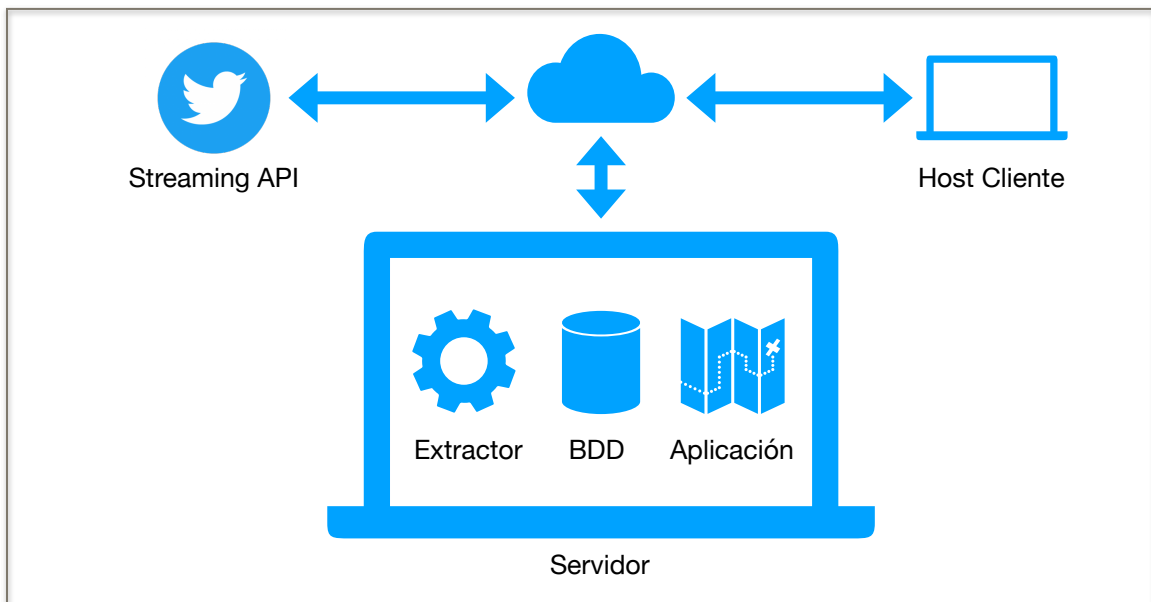 Streaming API
Host Cliente
Extractor
BDD
Aplicación
Servidor